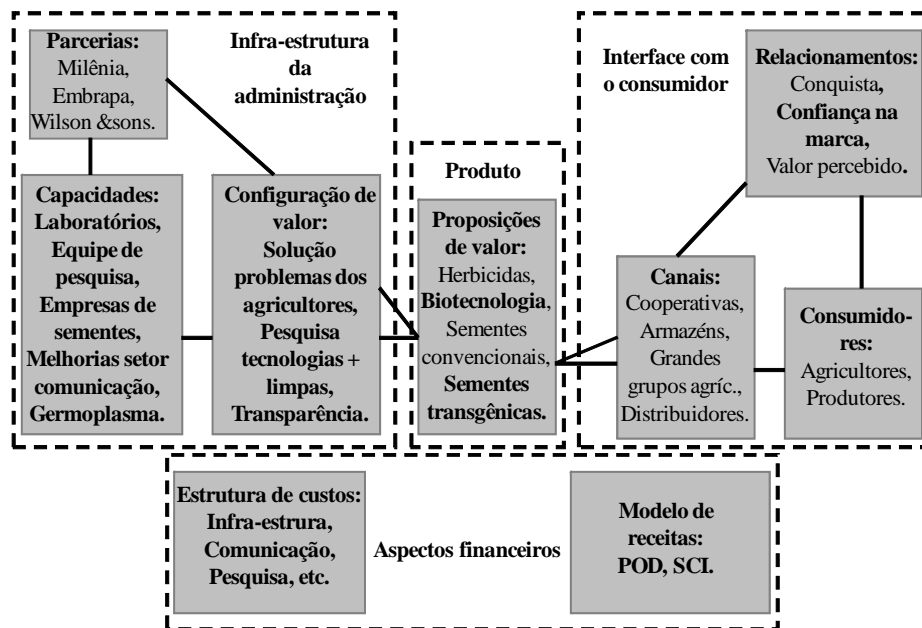 Parcerias:
Milênia,
Embrapa,
Wilson &sons.
Infra-estrutura
da
administração
Capacidades:
Laboratórios,
Equipe de
pesquisa,
Empresas de
sementes,
Melhorias setor
comunicação,
Germoplasma.
Configuração de
valor:
Solução
problemas dos
agricultores,
Pesquisa
tecnologias +
limpas,
Transparência.
Produto
Proposições
de valor:
Herbicidas,
Biotecnologia,
Sementes
convencionais,
Sementes
transgênicas.
Interface com
o consumidor
Relacionamentos:
Conquista,
Confiança na
marca,
Valor percebido.
Canais:
Cooperativas,
Armazéns,
Grandes
grupos agríc.,
Distribuidores.
Consumido-
res:
Agricultores,
Produtores.
Estrutura de custos:
Infra-estrura,
Comunicação,
Pesquisa, etc.
Aspectos financeiros
Modelo de
receitas:
POD, SCI.